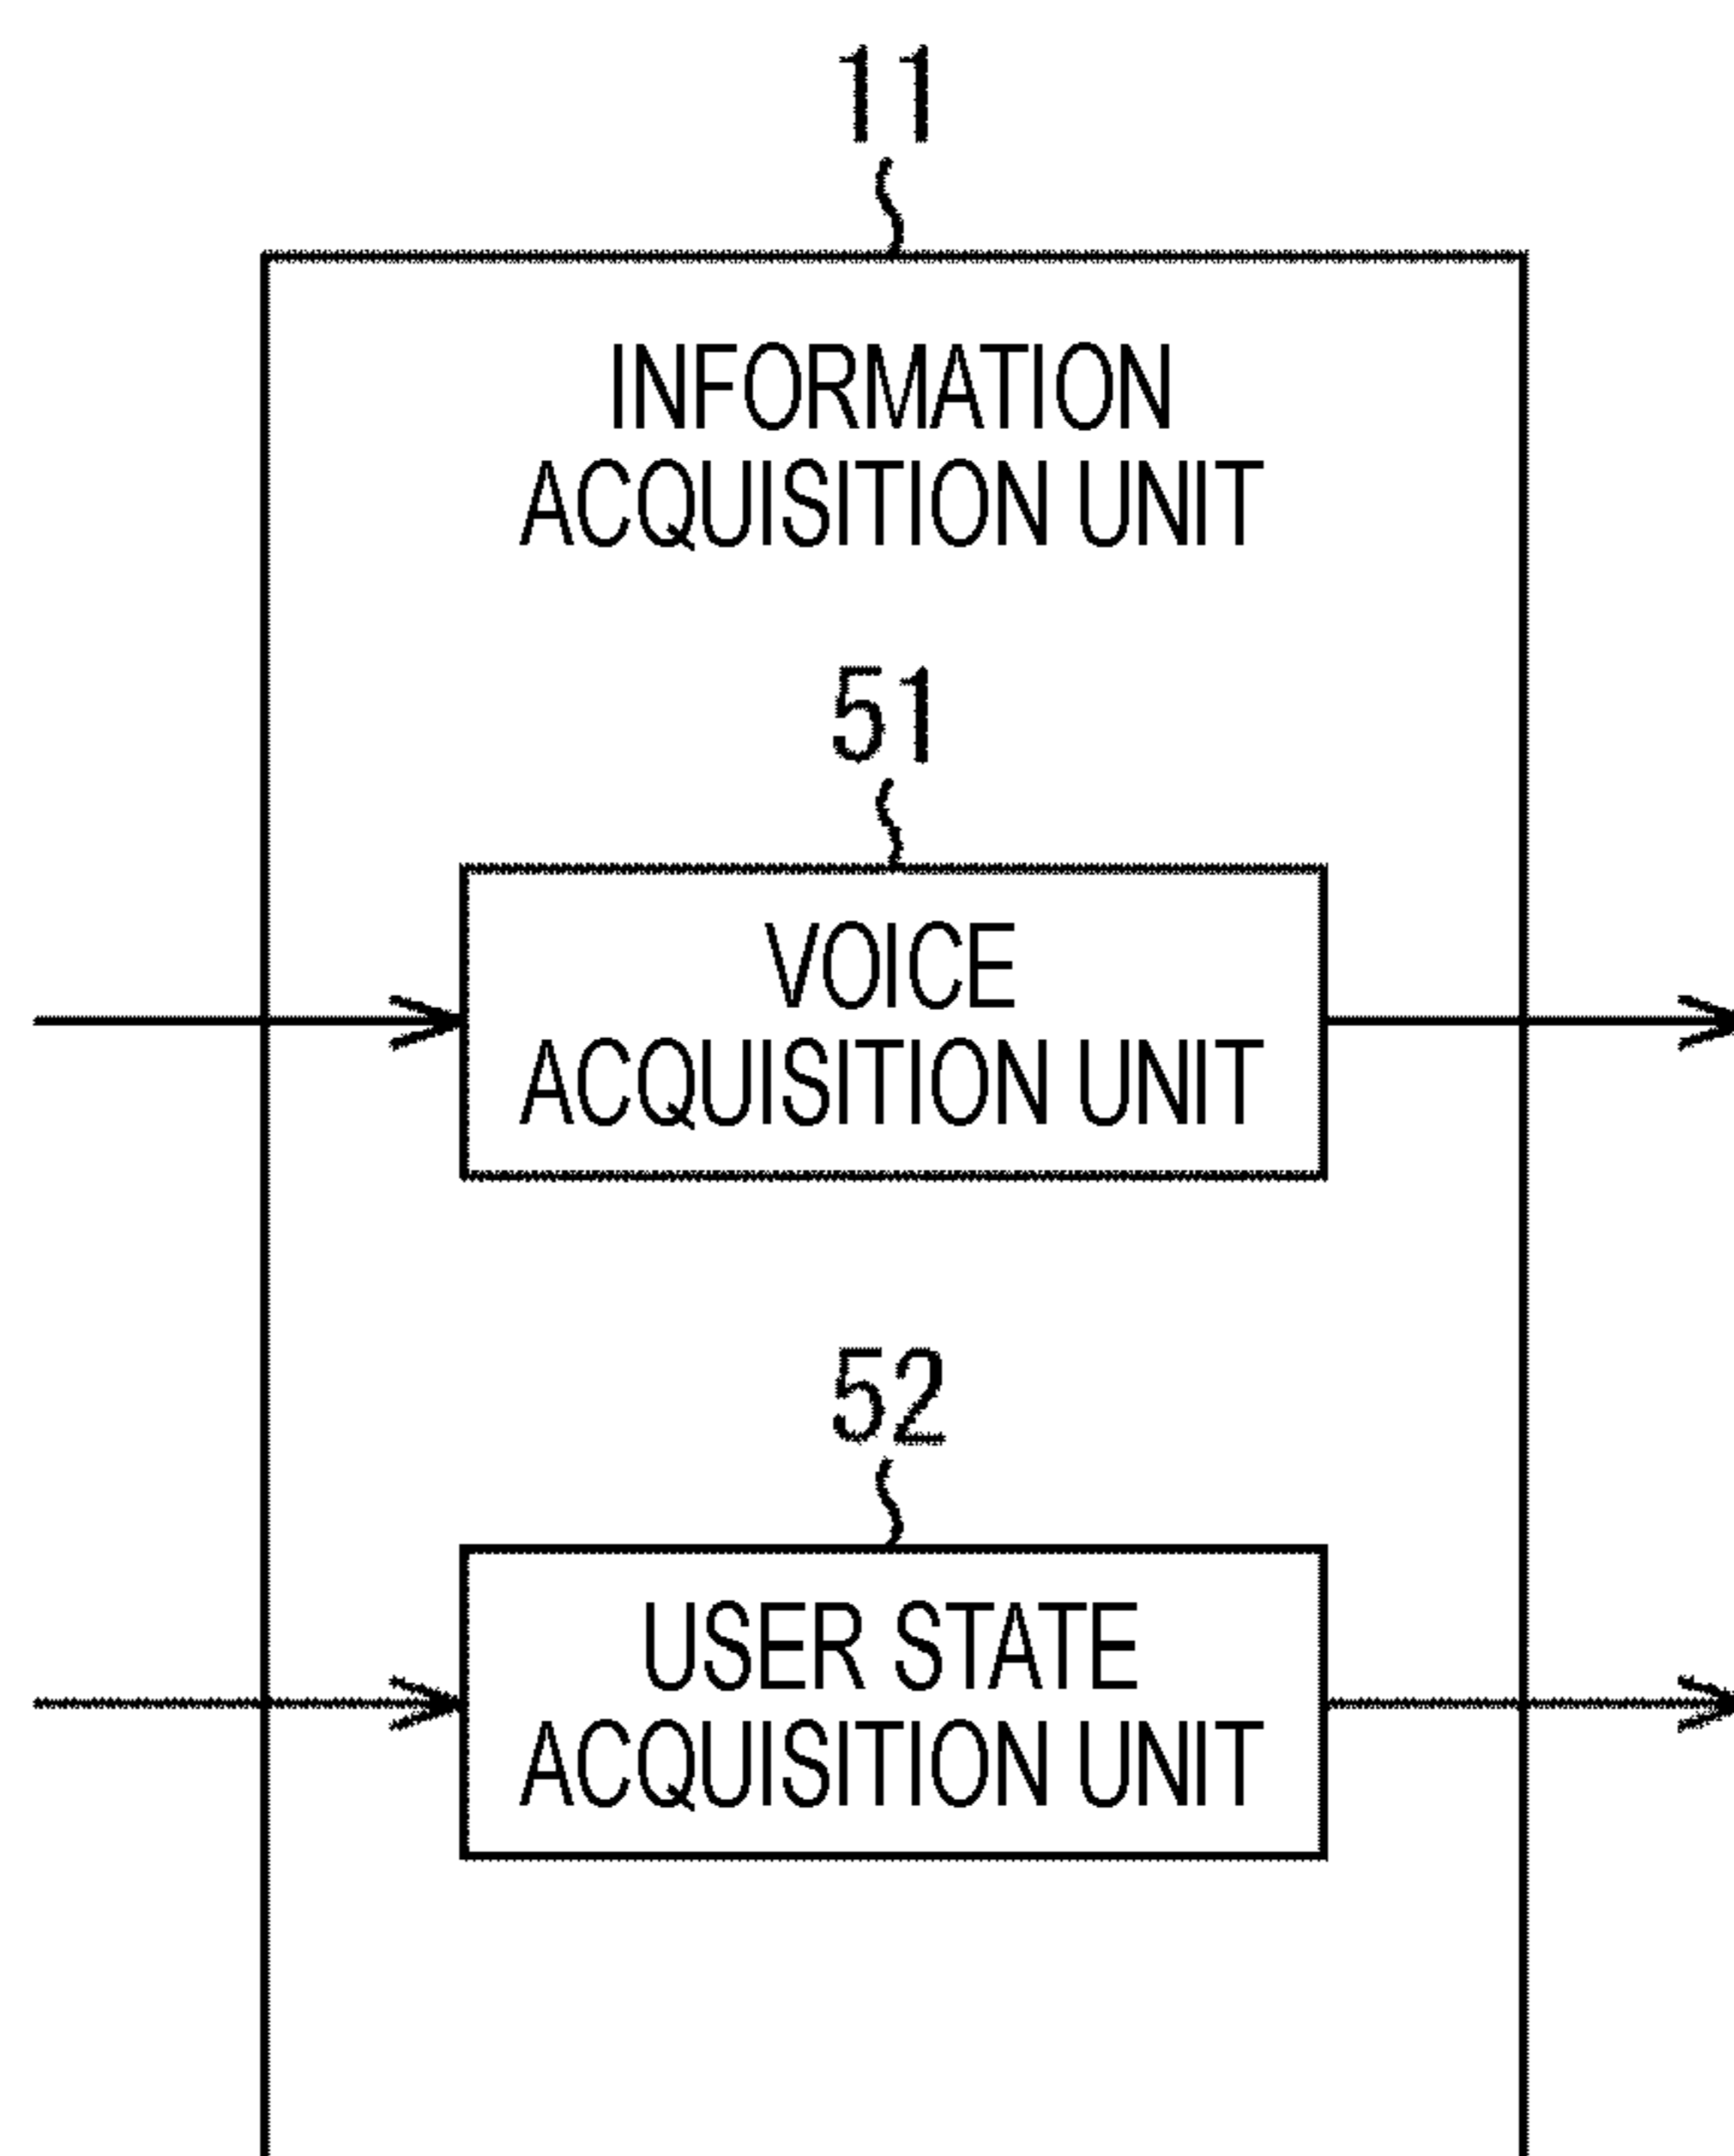 11
INFORMATION
ACQUISITION UNIT
51
VOICE
ACQUISITION UNIT
52
USER STATE
ACQUISITION UNIT